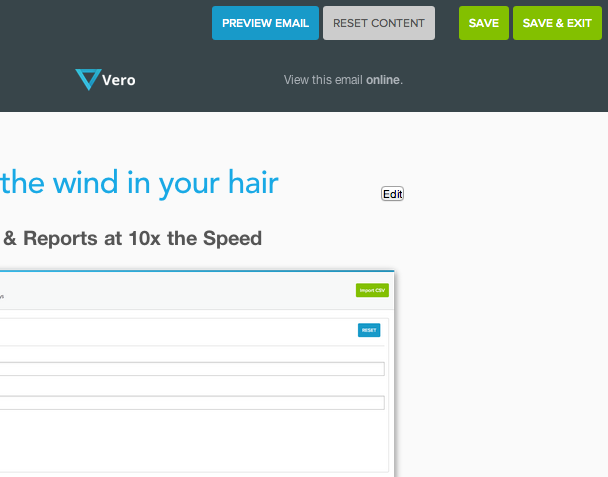 PREVIEW EMAIL RESET CONTENT SAVE SAVE & EXIT
Vero View this email online.
the wind in your hair
Edit
& Reports at 10x the Speed
Import CSV
RESET